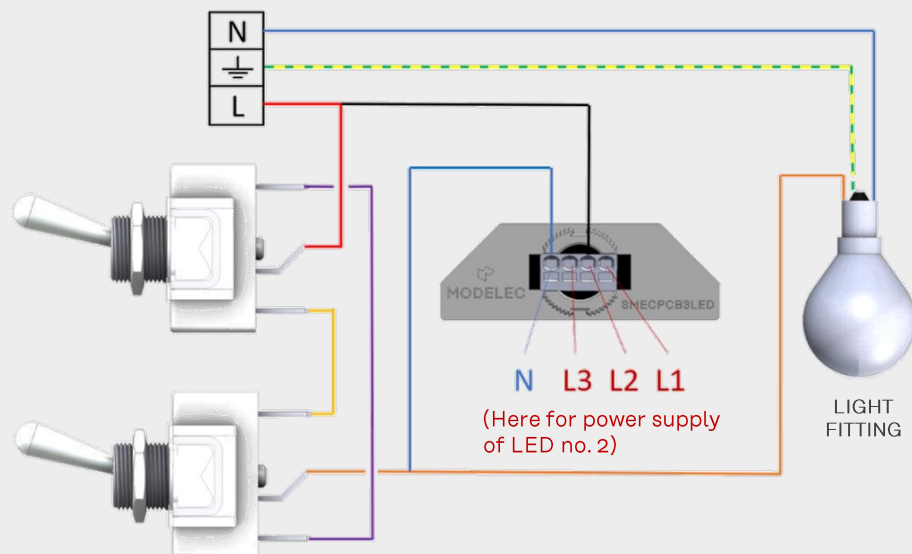 N
L
MODELEC
SMECPCB3LED
N L3 L2 L1
(Here for power supply
of LED no. 2)
LIGHT
FITTING